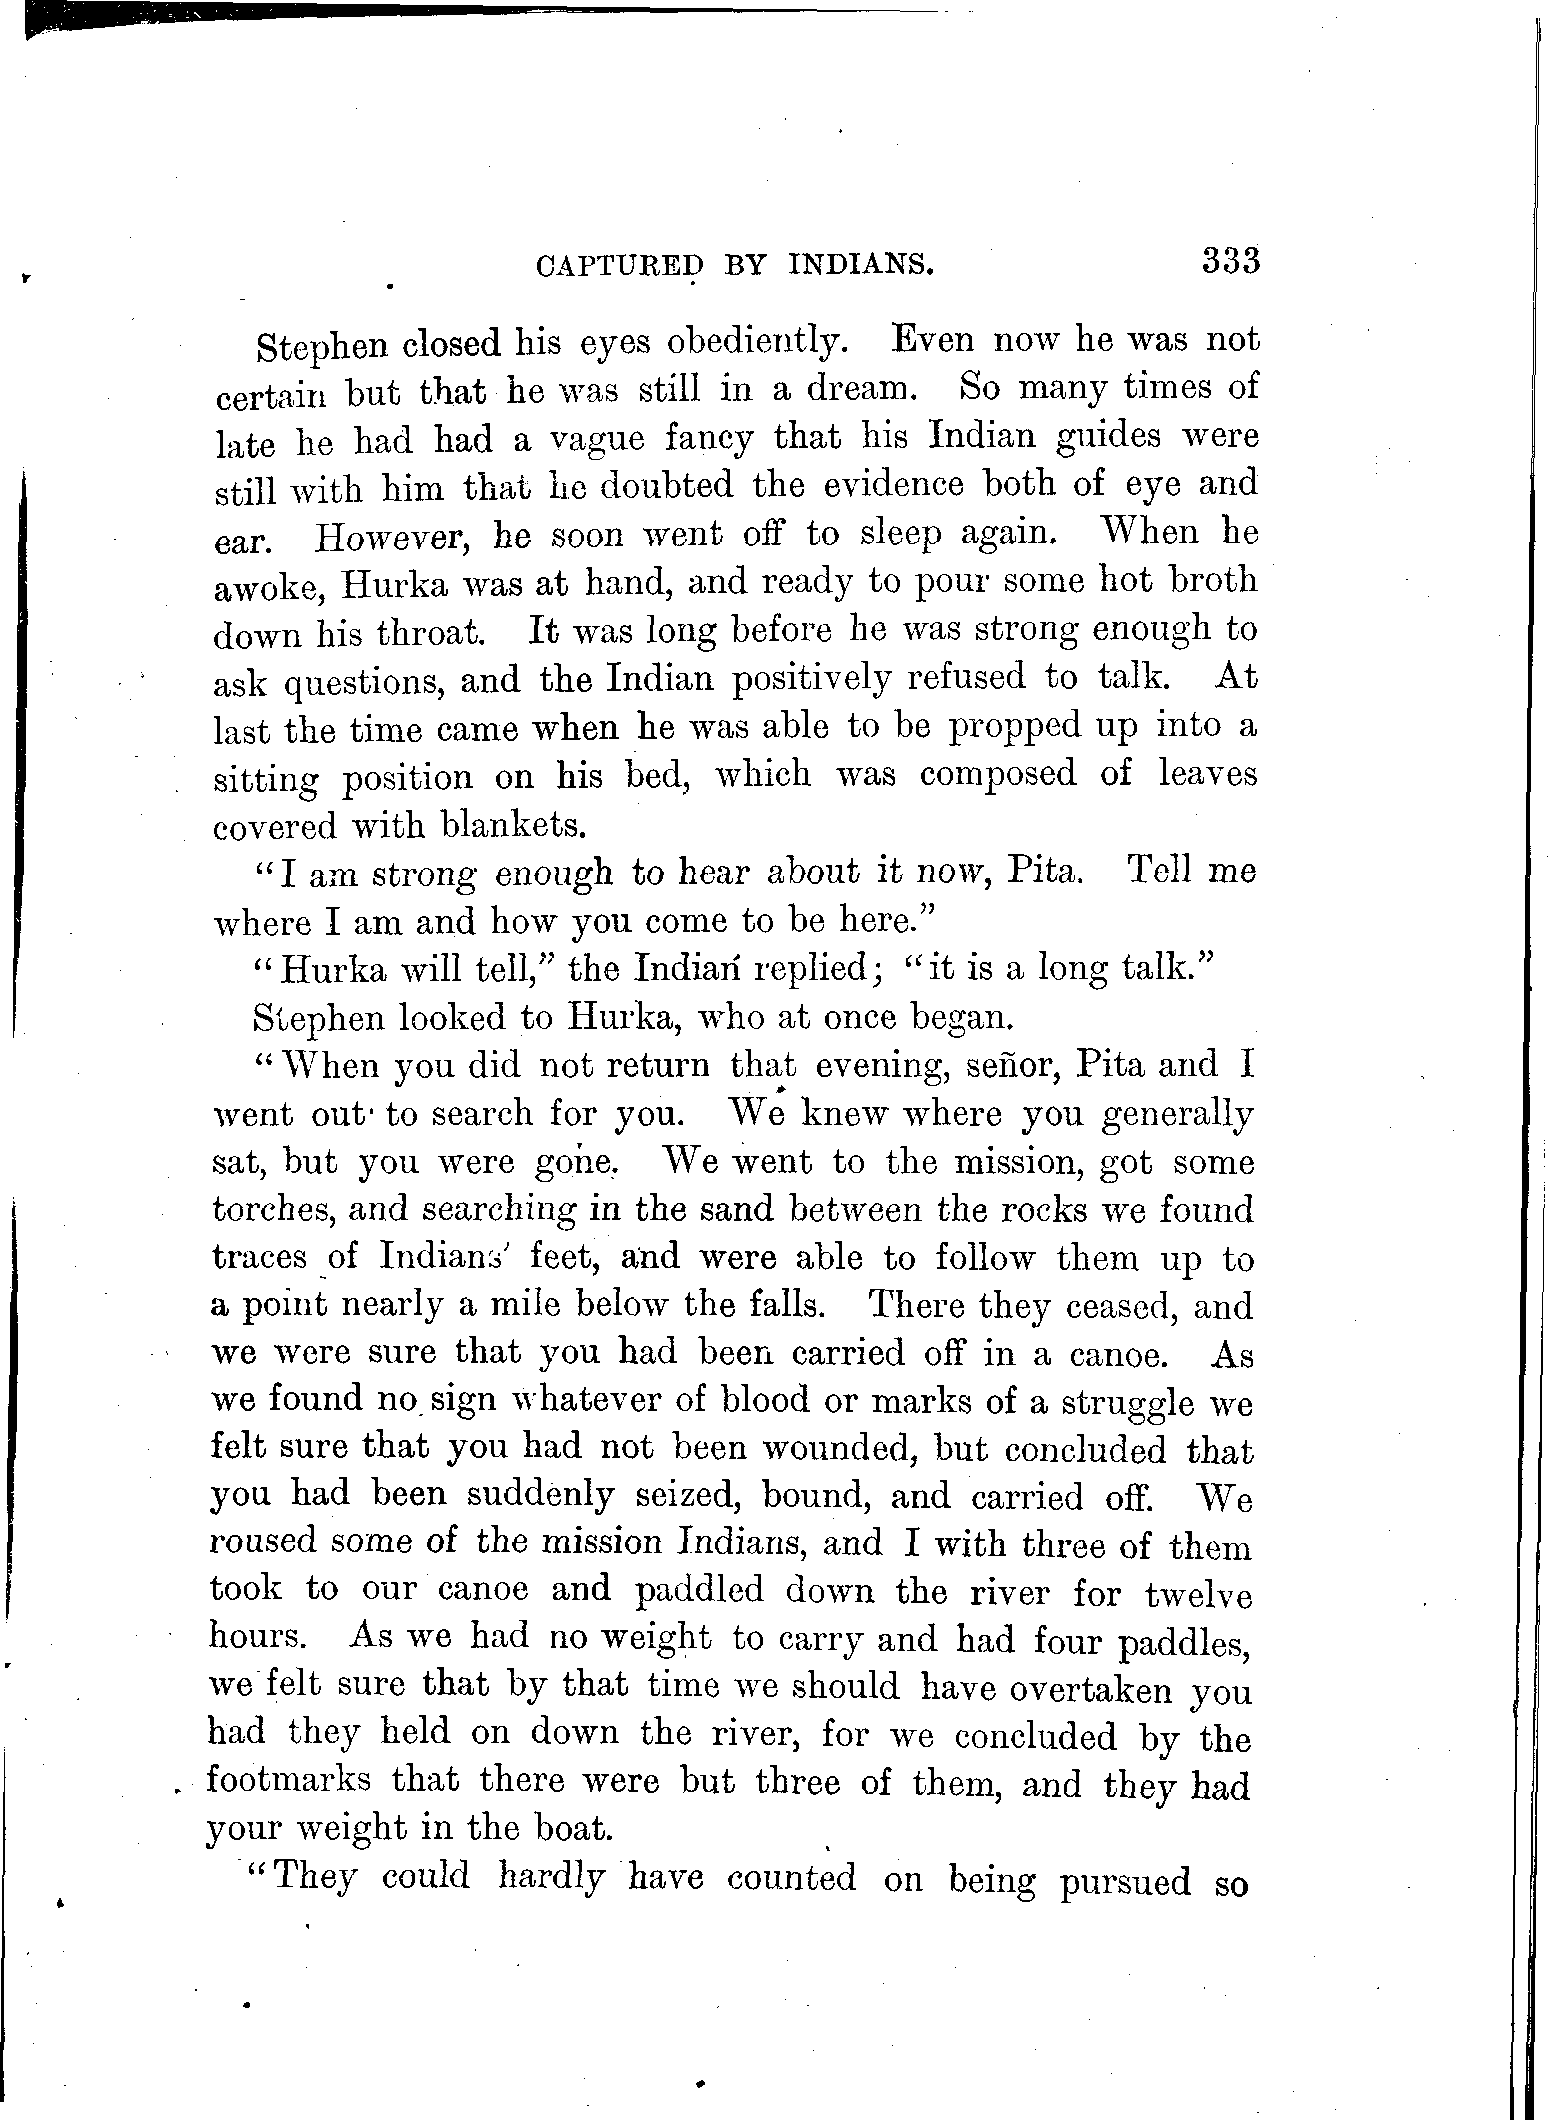 CAPTURED BY INDIANS. 333
Stephen closed his eyes obediently. Even now he was not
certain but that he was still in a dream. So many times of
late he had had a vague fancy that his Indian guides were
still with him that he doubted the evidence both of eye and
ear. However, he soon went off to sleep again. When he
awoke, Hurka was at hand, and ready to pour some hot broth
down his throat. It was long before he was strong enough to
ask questions, and the Indian positively refused to talk. At
last the time came when he was able to be propped up into a
sitting position on his bed, which was composed of leaves
covered with blankets.
"I am strong enough to hear about it now, Pita. Tell me
where I am and how you come to be here."
"Hurka will tell," the Indian replied; "it is a long talk."
Stephen looked to Hurka, who at once began.
"When you did not return that evening, señor, Pita and I
went out to search for you. We knew where you generally
sat, but you were gone. We went to the mission, got some
torches, and searching in the sand between the rocks we found
traces of Indians' feet, and were able to follow them up to
a point nearly a mile below the falls. There they ceased, and
we were sure that you had been carried off in a canoe. As
we found no sign whatever of blood or marks of a struggle we
felt sure that you had not been wounded, but concluded that
you had been suddenly seized, bound, and carried off. We
roused some of the mission Indians, and I with three of them
took to our canoe and paddled down the river for twelve
hours. As we had no weight to carry and had four paddles,
we felt sure that by that time we should have overtaken you
had they held on down the river, for we concluded by the
footmarks that there were but three of them, and they had
your weight in the boat.
"They could hardly have counted on being pursued so